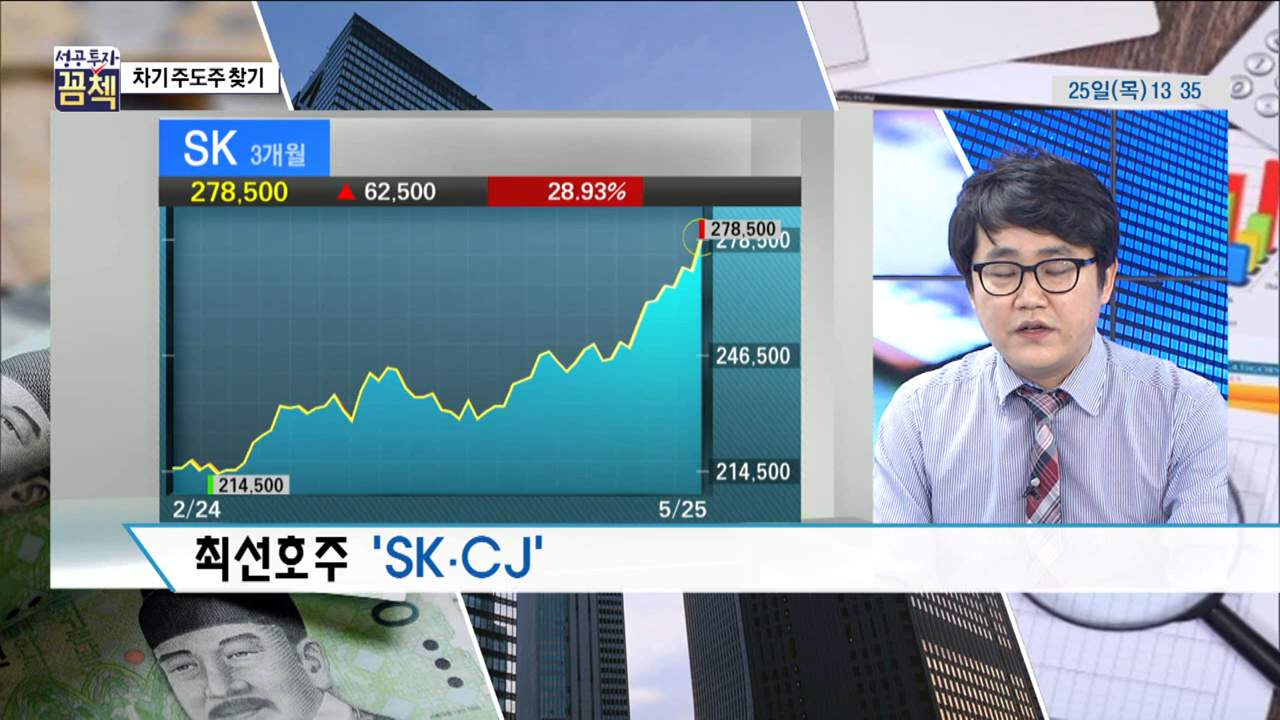 성공투자
꼼첵
차기 주도주 찾기
25일(목) 13 35
SK 3개월
278,500 ▲ 62,500 28.93%
278,500
278,500
246,500
214,500
214,500
2/24 5/25
최선호주 'SK·CJ'